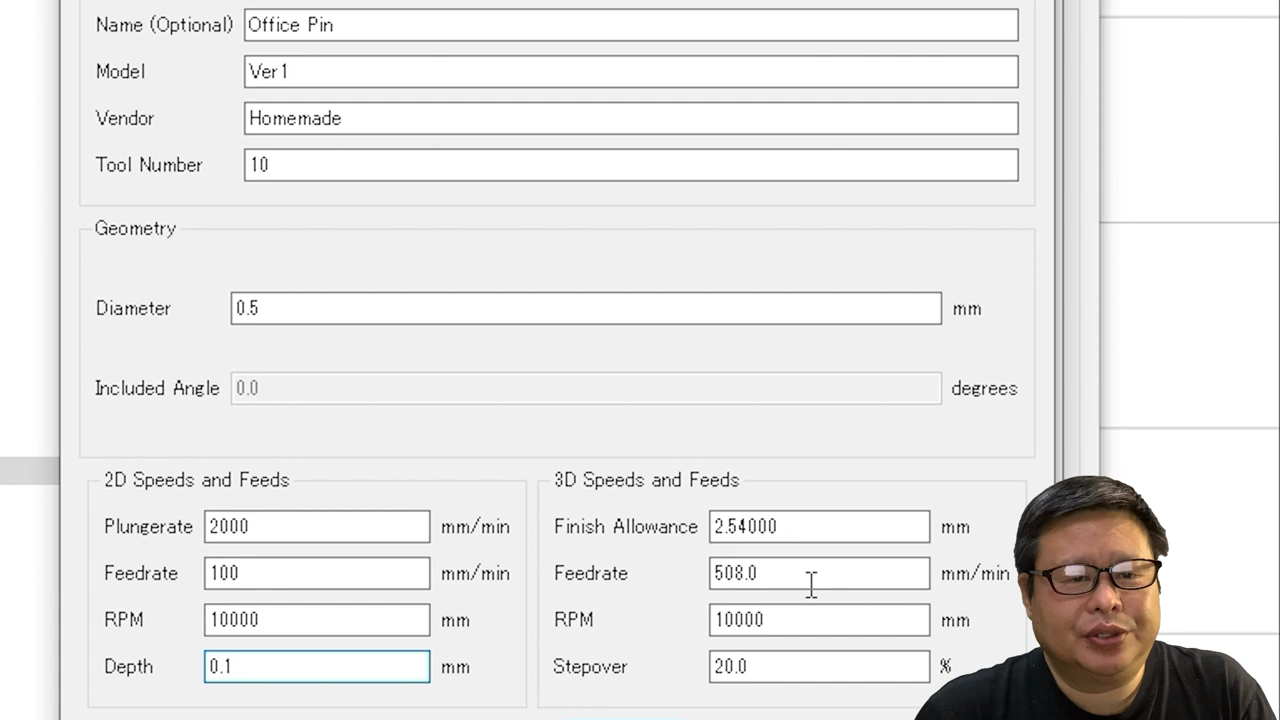 Name (Optional) Office Pin
Model Ver1
Vendor Homemade
Tool Number 10
Geometry
Diameter 0.5 mm
Included Angle 0.0 degrees
2D Speeds and Feeds
Plungerate 2000 mm/min
Feedrate 100 mm/min
RPM 10000 mm
Depth 0.1 mm
3D Speeds and Feeds
Finish Allowance 2.54000 mm
Feedrate 508.0 mm/min
RPM 10000 mm
Stepover 20.0 %